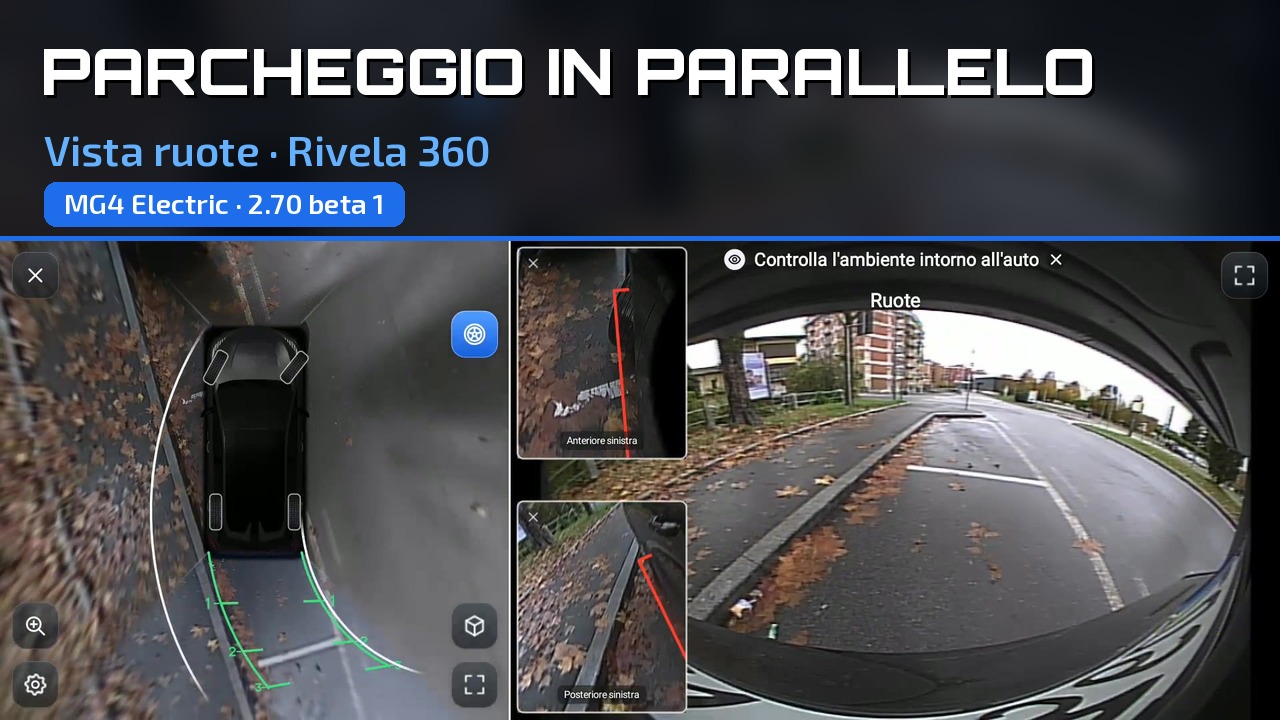 PARCHEGGIO IN PARALLELO
Vista ruote · Rivela 360
MG4 Electric · 2.70 beta 1
Controlla l'ambiente intorno all'auto
Ruote
Anteriore sinistra
Posteriore sinistra
1
1
2
2
3
3